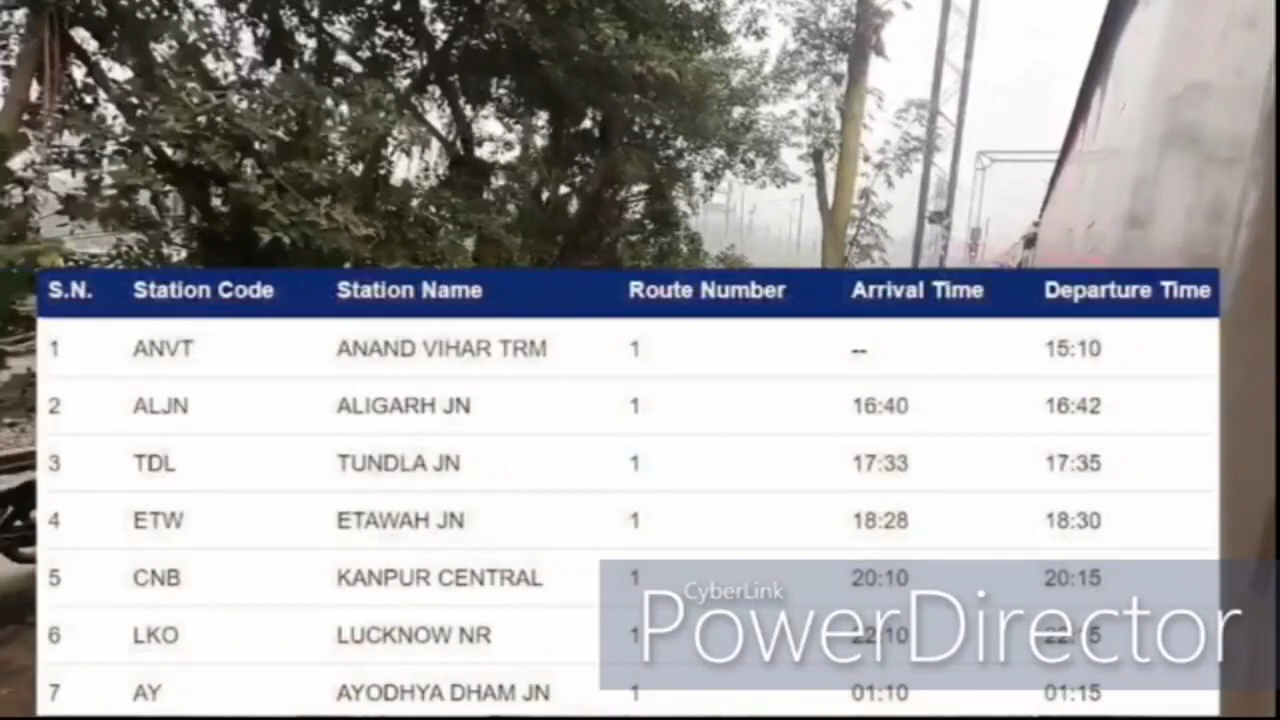 S.N. Station Code Station Name Route Number Arrival Time Departure Time
1 ANVT ANAND VIHAR TRM 1 -- 15:10
2 ALJN ALIGARH JN 1 16:40 16:42
3 TDL TUNDLA JN 1 17:33 17:35
4 ETW ETAWAH JN 1 18:28 18:30
5 CNB KANPUR CENTRAL 1 20:10 20:15
CyberLink
PowerDirector
6 LKO LUCKNOW NR 1 22:10
7 AY AYODHYA DHAM JN 1 01:10 01:15